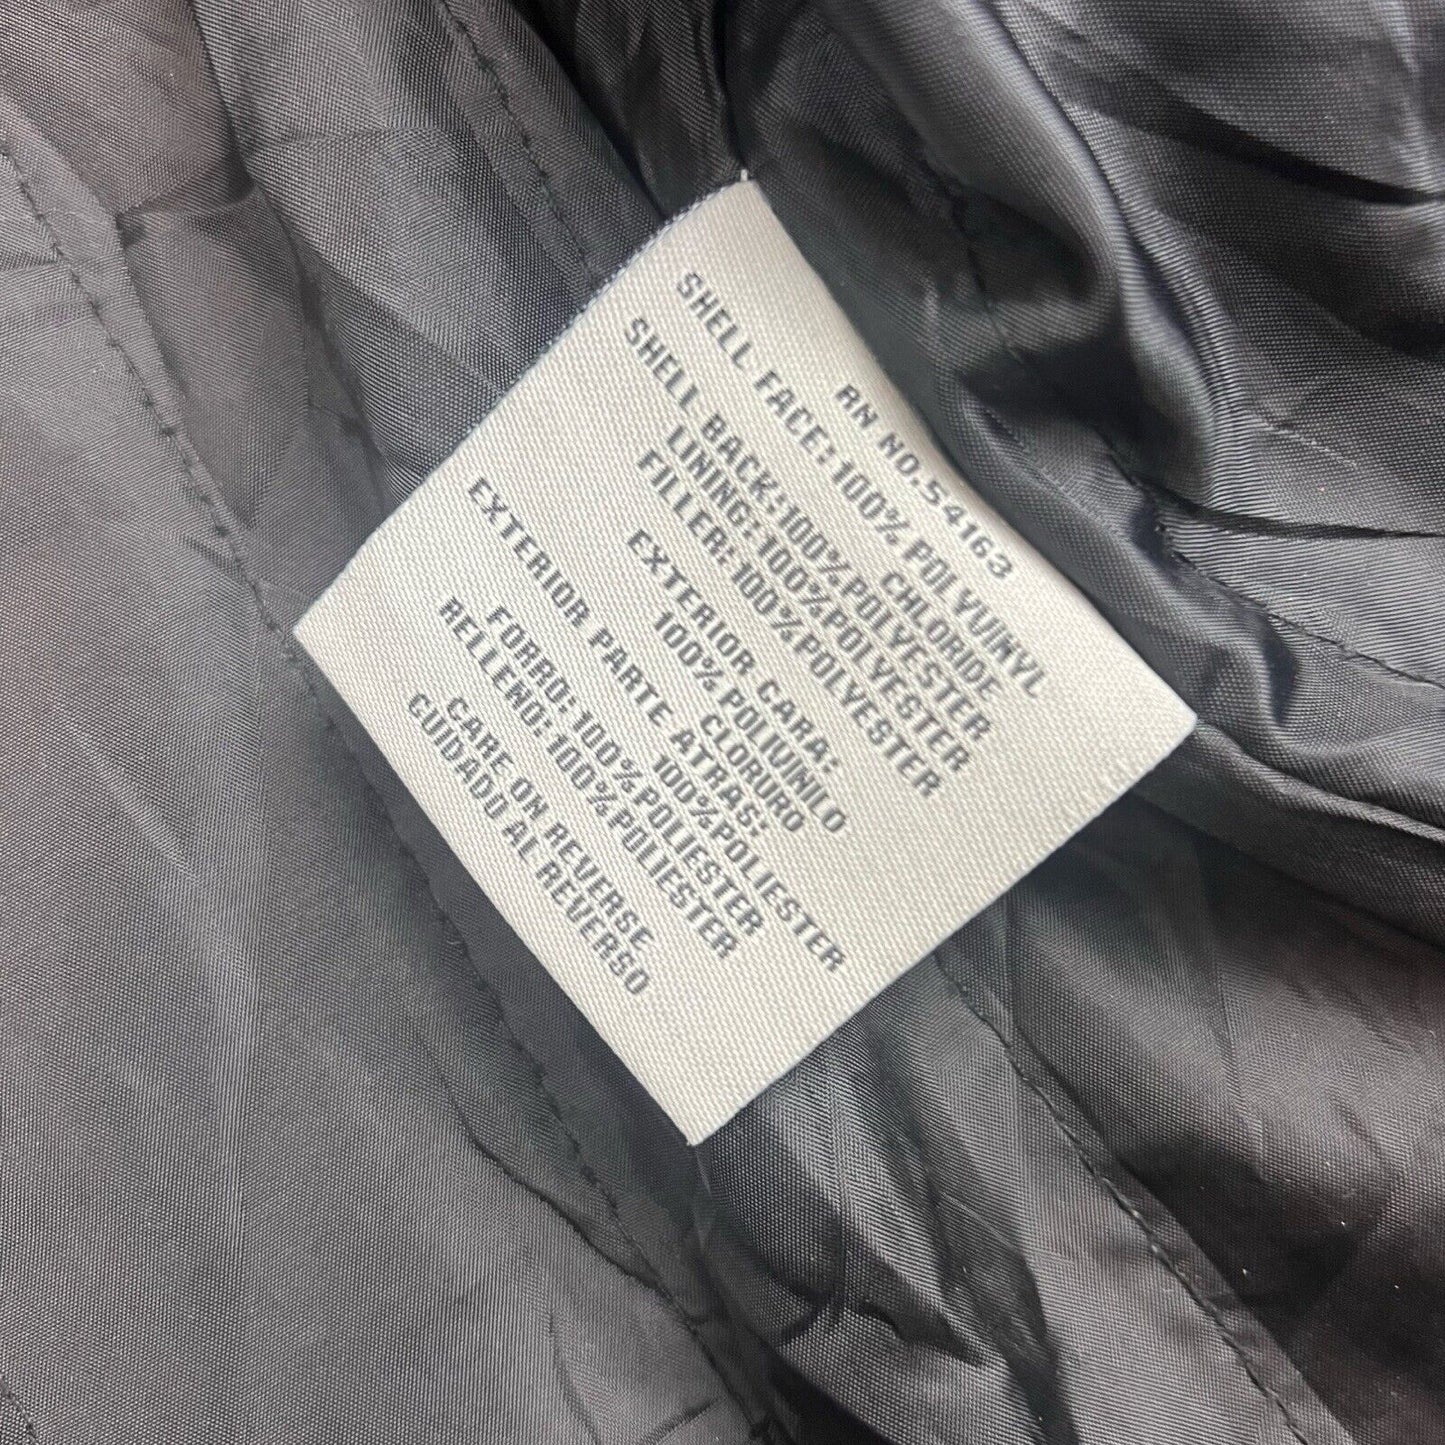 RN NO.54163
SHELL FACE: 100% POLYVINYL
CHLORIDE
SHELL BACK:100%POLYESTER
LINING:100%POLYESTER
FILLER:100%POLYESTER
EXTERIOR CARA:
100% POLIVINILO
CLORURO
EXTERIOR PARTE ATRAS:
100%POLIESTER
FORRO:100%POLIESTER
RELLENO:100%POLIESTER
CARE ON REVERSE
CUIDADO AL REVERSO